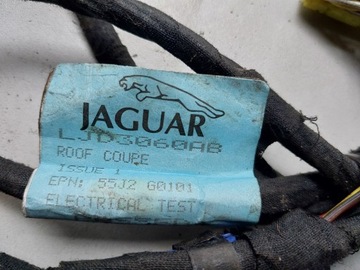 JAGUAR
LJD3060AB
ROOF COUPE
ISSUE 1
EPN: 55J2 G0101
ELECTRICAL TEST